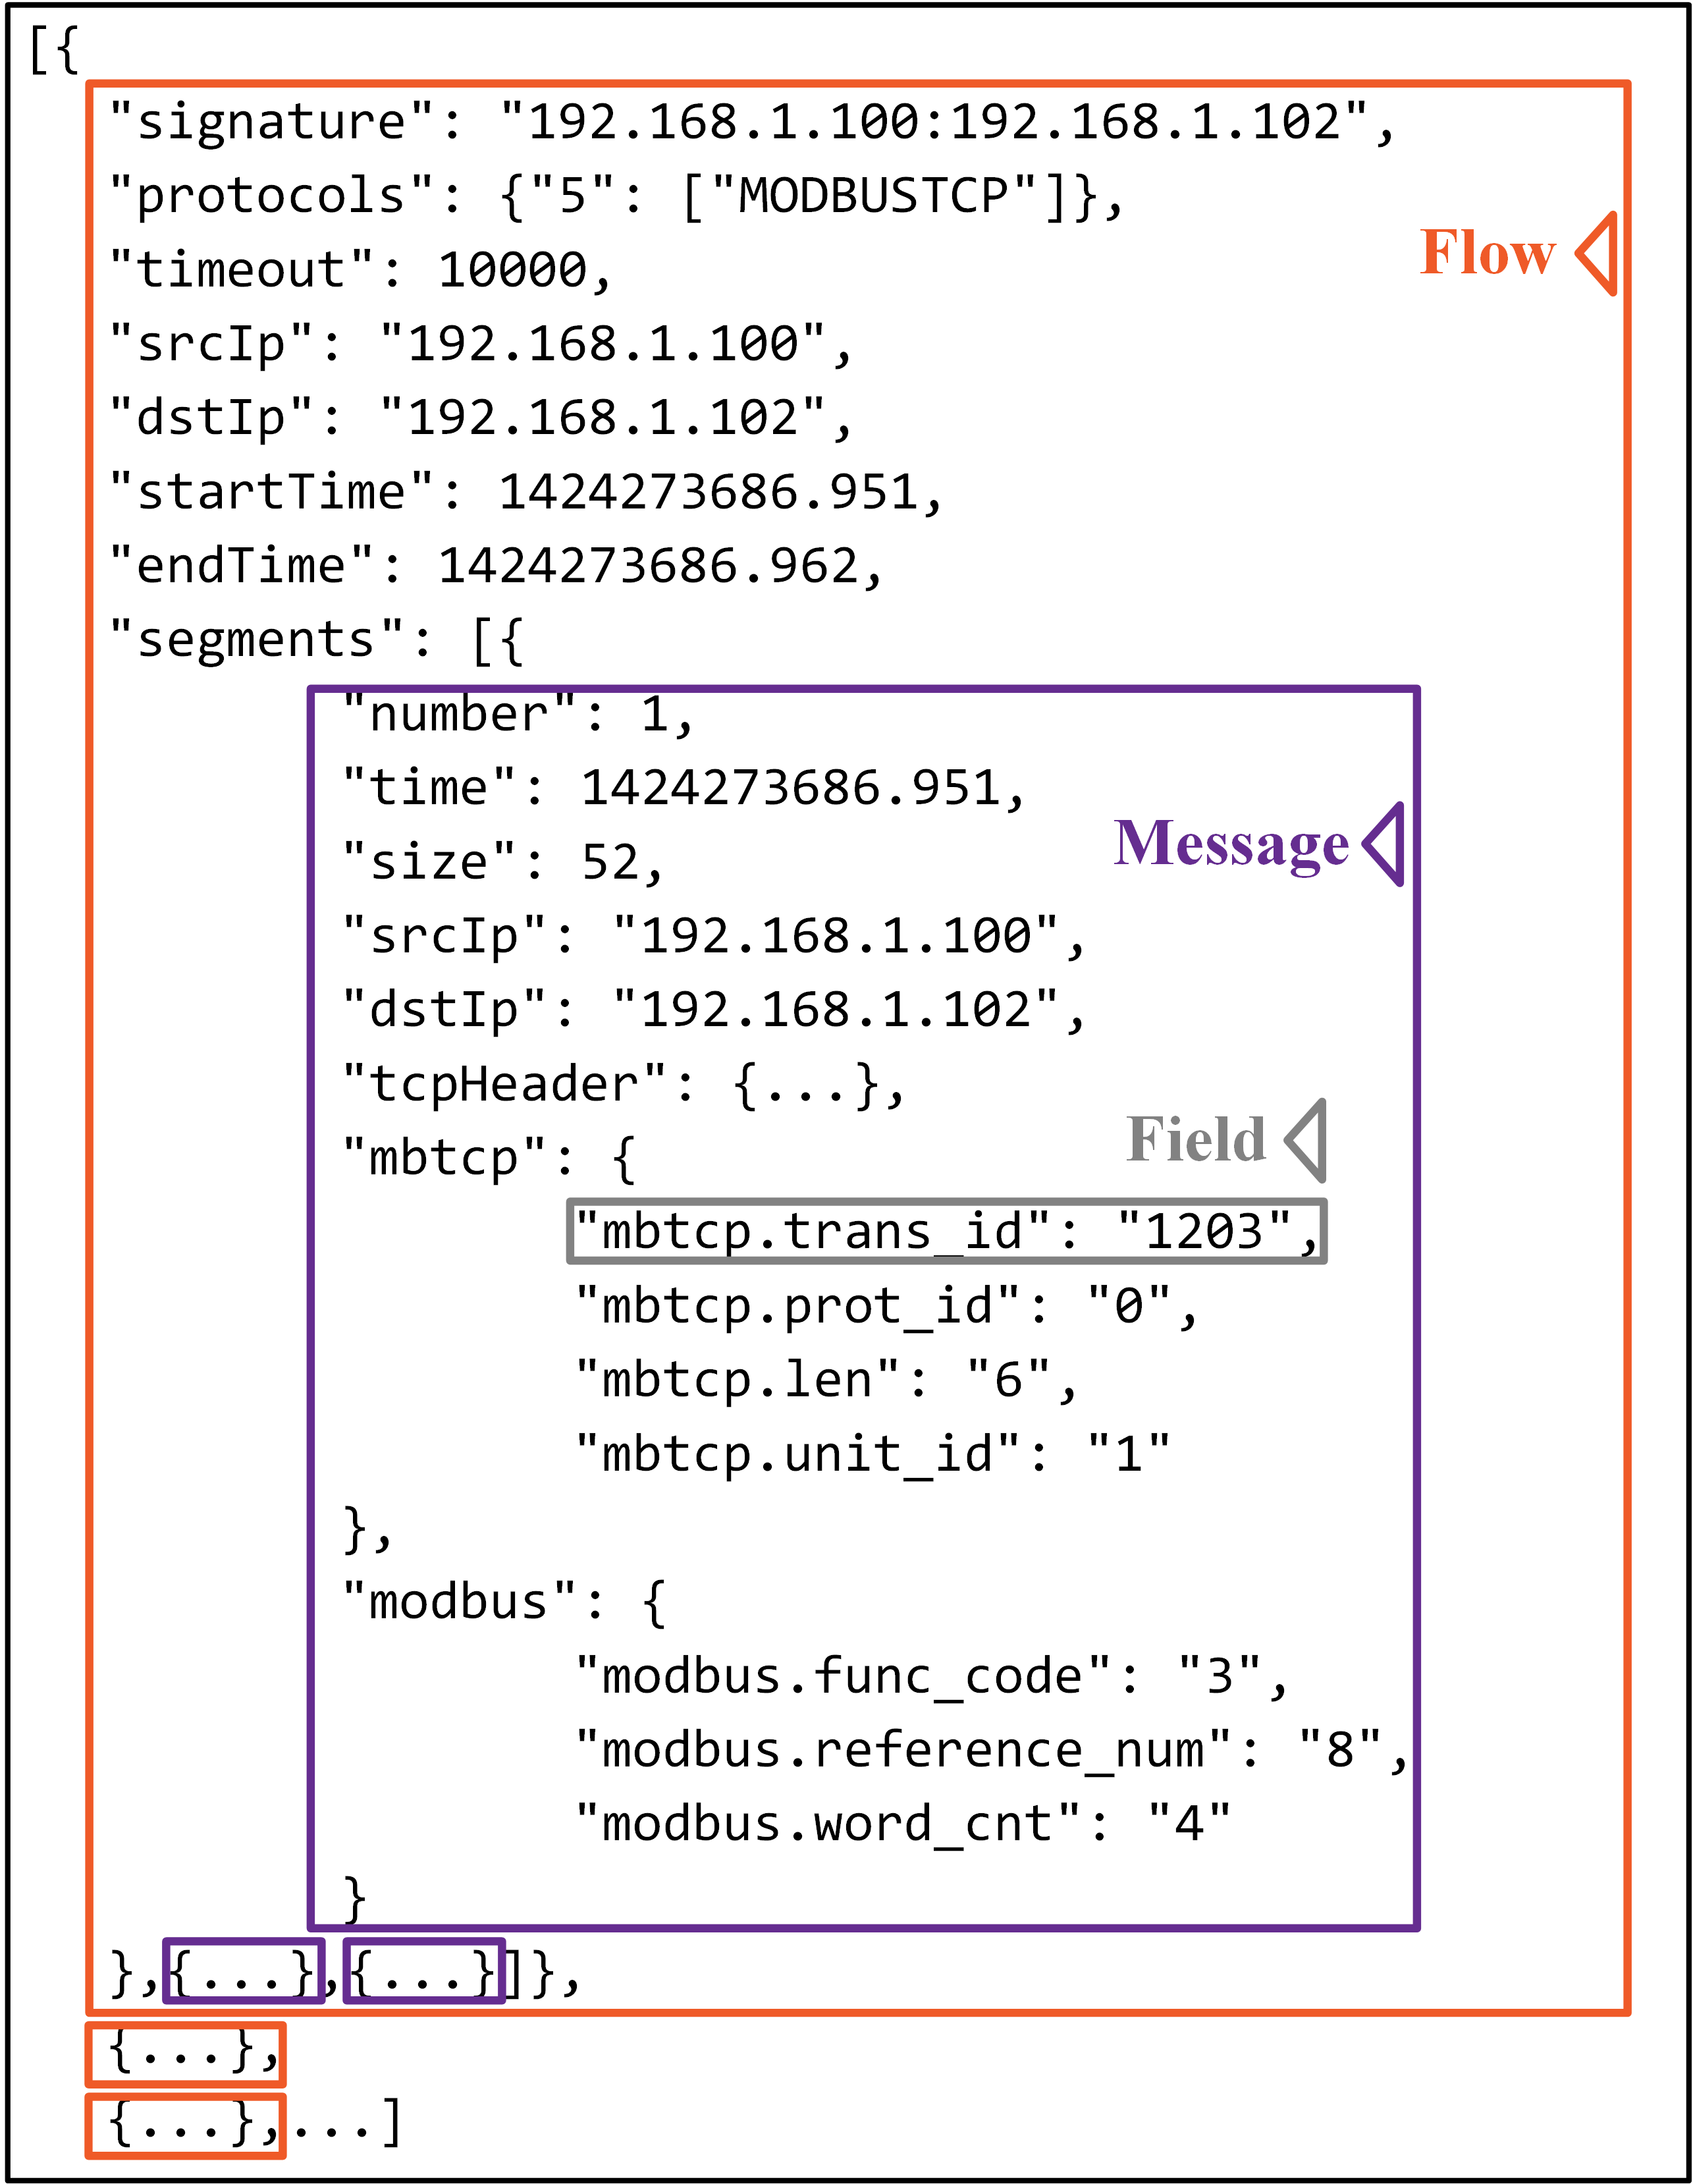 [{
"signature": "192.168.1.100:192.168.1.102",
"protocols": {"5": ["MODBUSTCP"]},
Flow
"timeout": 10000,
"srcIp": "192.168.1.100",
"dstIp": "192.168.1.102",
"startTime": 1424273686.951,
"endTime": 1424273686.962,
"segments": [{
"number": 1,
"time": 1424273686.951,
Message
"size": 52,
"srcIp": "192.168.1.100",
"dstIp": "192.168.1.102",
"tcpHeader": {...},
Field
"mbtcp": {
"mbtcp.trans_id": "1203",
"mbtcp.prot_id": "0",
"mbtcp.len": "6",
"mbtcp.unit_id": "1"
},
"modbus": {
"modbus.func_code": "3",
"modbus.reference_num": "8",
"modbus.word_cnt": "4"
}
},{...},{...}]},
{...},
{...},...]